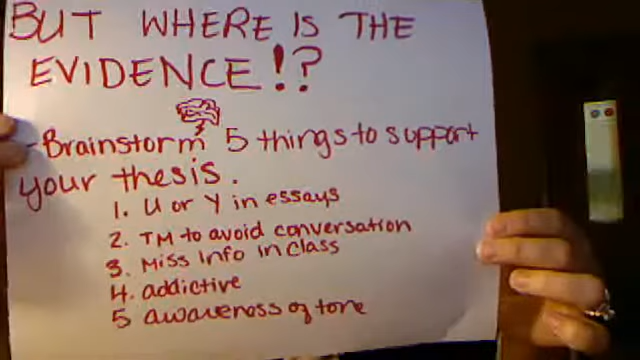 BUT WHERE IS THE
EVIDENCE!?
-Brainstorm 5 things to support
your thesis.
1. U or Y in essays
2. TM to avoid conversation
3. Miss Info in class
4. addictive
5 awareness of tone